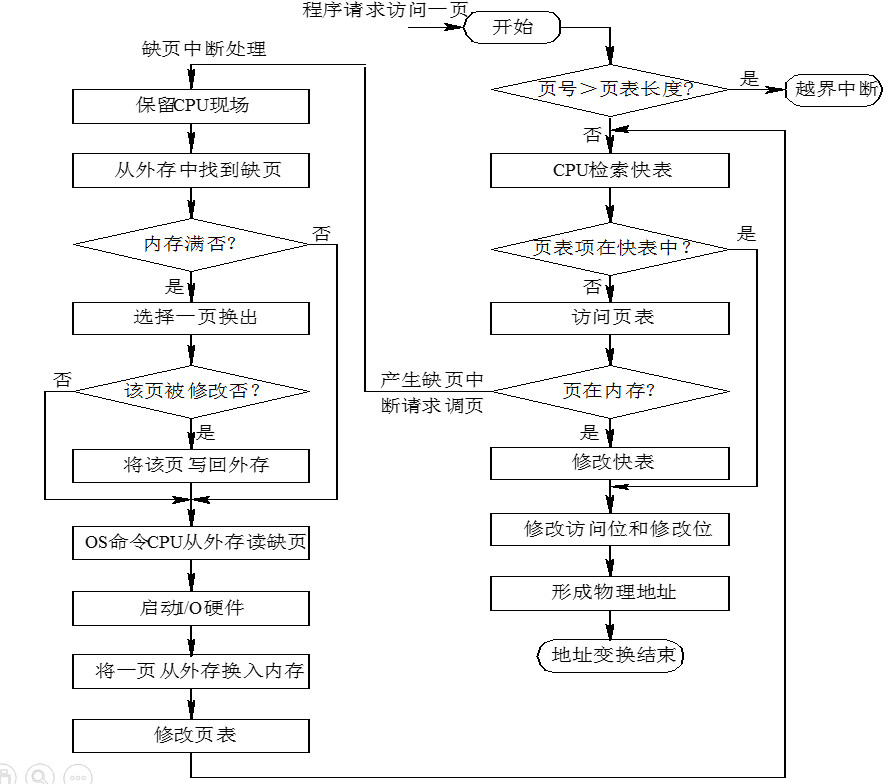 程序请求访问一页
开始
缺页中断处理
保留CPU现场
从外存中找到缺页
内存满否？
否
是
选择一页换出
该页被修改否？
否
是
将该页写回外存
OS命令CPU从外存读缺页
启动I/O硬件
将一页从外存换入内存
修改页表
页号＞页表长度？
是
越界中断
否
CPU检索快表
页表项在快表中？
是
否
访问页表
页在内存？
产生缺页中
断请求调页
是
修改快表
修改访问位和修改位
形成物理地址
地址变换结束